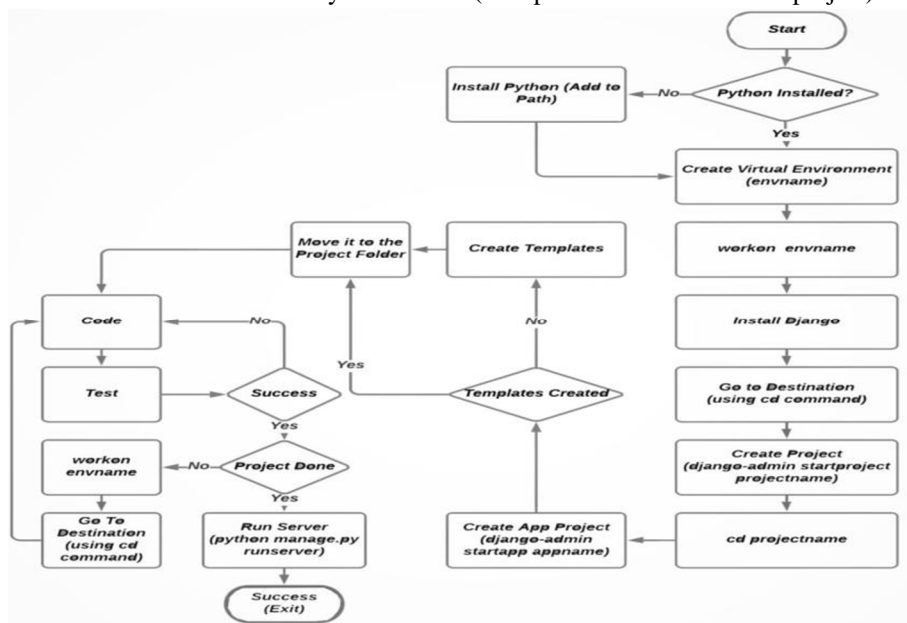 Start
Python Installed?
No
Install Python (Add to
Path)
Yes
Create Virtual Environment
(envname)
workon envname
Install Django
Go to Destination
(using cd command)
Create Project
(django-admin startproject
projectname)
cd projectname
Create App Project
(django-admin
startapp appname)
Templates Created
No
Create Templates
Yes
Move it to the
Project Folder
Code
Test
Success
No
Yes
Project Done
No
workon
envname
Go To
Destination
(using cd
command)
Yes
Run Server
(python manage.py
runserver)
Success
(Exit)